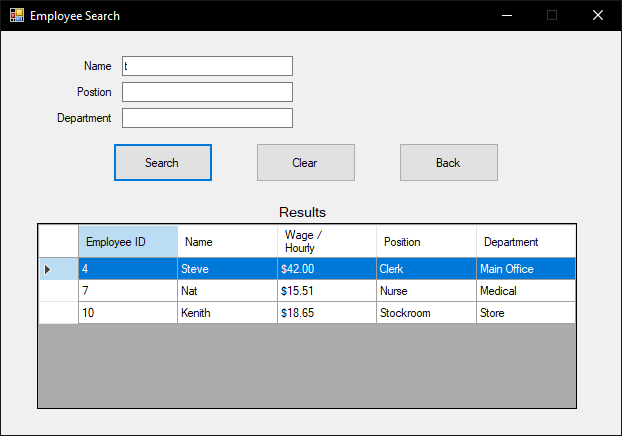 Employee Search
Name t
Postion
Department
Search Clear Back
Results
Employee ID Name Wage / Hourly Position Department
4 Steve $42.00 Clerk Main Office
7 Nat $15.51 Nurse Medical
10 Kenith $18.65 Stockroom Store